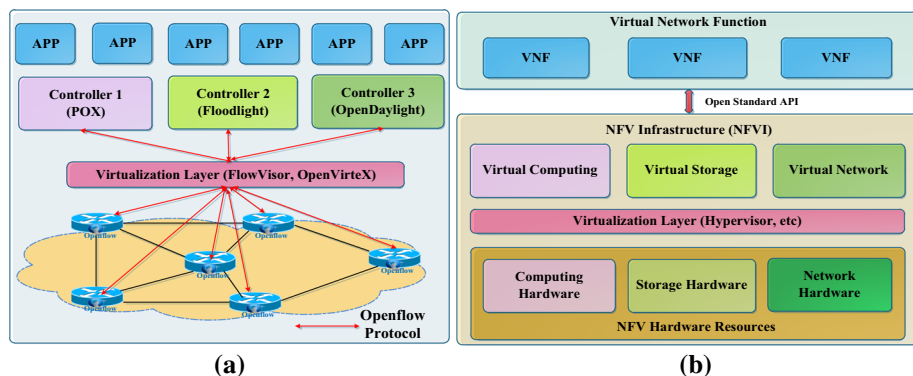 APP APP APP APP APP APP
Controller 1
(POX)
Controller 2
(Floodlight)
Controller 3
(OpenDaylight)
Virtualization Layer (FlowVisor, OpenVirteX)
Openflow
Openflow
Openflow
Openflow
Openflow
Openflow
Openflow
Protocol
(a)
Virtual Network Function
VNF VNF VNF
Open Standard API
NFV Infrastructure (NFVI)
Virtual Computing Virtual Storage Virtual Network
Virtualization Layer (Hypervisor, etc)
Computing
Hardware
Storage Hardware
Network
Hardware
NFV Hardware Resources
(b)